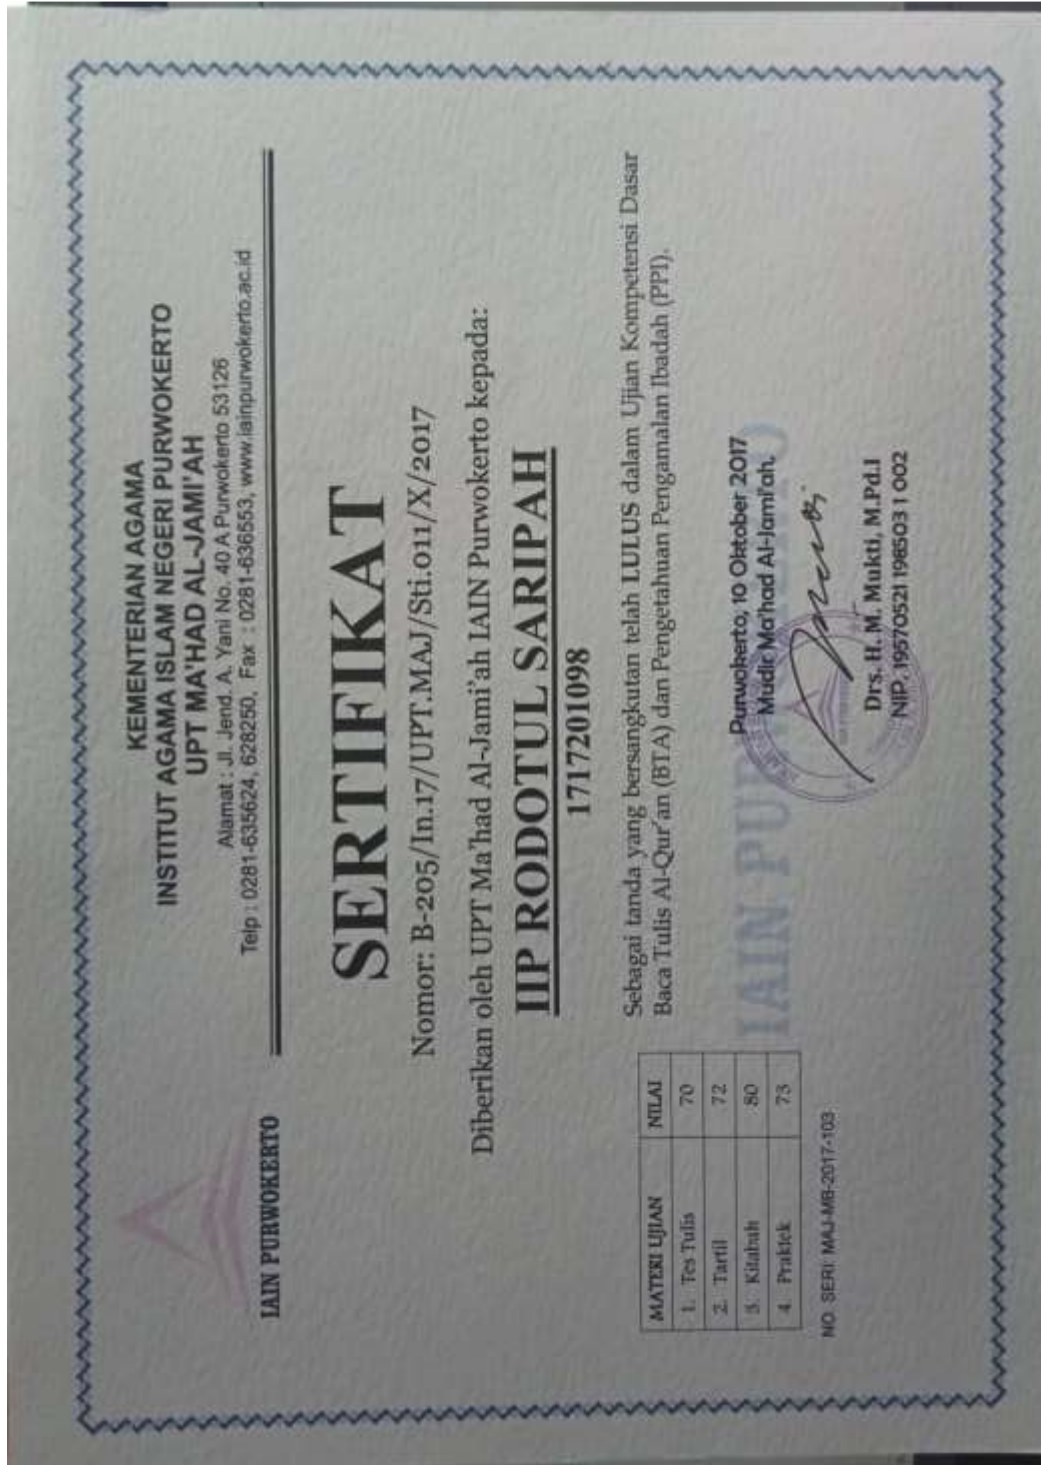 IAIN PURWOKERTO
KEMENTERIAN AGAMA
INSTITUT AGAMA ISLAM NEGERI PURWOKERTO
UPT MA'HAD AL-JAMI'AH
Alamat : Jl. Jend. A. Yani No. 40 A Purwokerto 53126
Telp : 0281-635624, 628250, Fax : 0281-636553, www.iainpurwokerto.ac.id
SERTIFIKAT
Nomor: B-205/In.17/UPT.MAJ/Sti.011/X/2017
Diberikan oleh UPT Ma'had Al-Jami'ah IAIN Purwokerto kepada:
IIP RODOTUL SARIPAH
1717201098
Sebagai tanda yang bersangkutan telah LULUS dalam Ujian Kompetensi Dasar
Baca Tulis Al-Qur'an (BTA) dan Pengetahuan Pengamalan Ibadah (PPI).
MATERI UJIAN NILAI
1. Tes Tulis 70
2. Tartil 72
3. Kitabah 80
4. Praktek 73
NO. SERI: MAJ-MB-2017-103
IAIN PURWOKERTO
Purwokerto, 10 Oktober 2017
Mudir Ma'had Al-Jami'ah,
Drs. H. M. Mukti, M.Pd.I
NIP. 19570521 198503 1 002